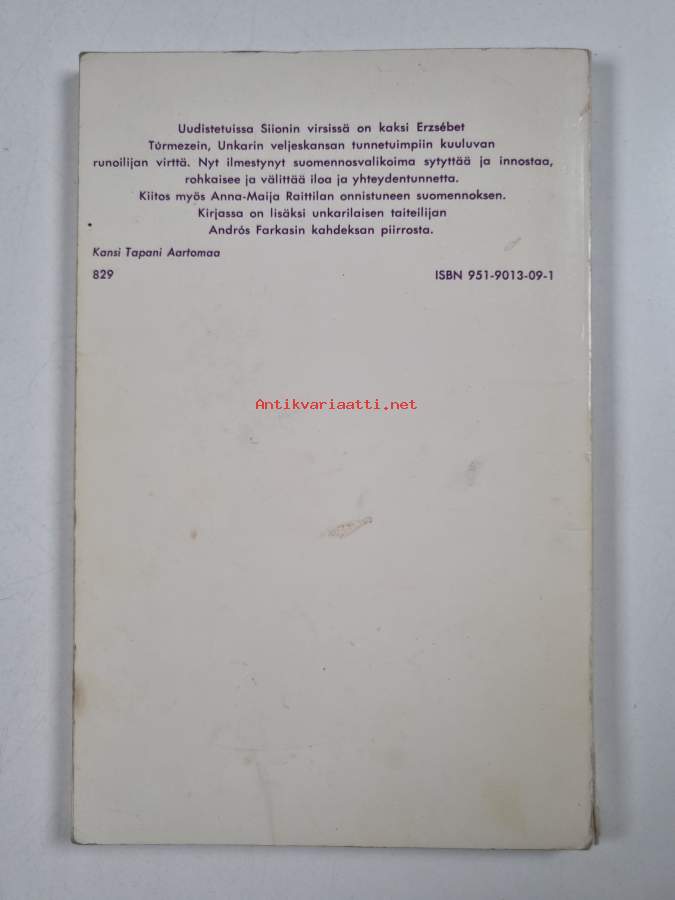 Uudistetuissa Siionin virsissä on kaksi Erzsébet
Túrmezein, Unkarin veljeskansan tunnetuimpiin kuuluvan
runoilijan virttä. Nyt ilmestynyt suomennosvalikoima sytyttää ja innostaa,
rohkaisee ja välittää iloa ja yhteydentunnetta.
Kiitos myös Anna-Maija Raittilan onnistuneen suomennoksen.
Kirjassa on lisäksi unkarilaisen taiteilijan
Andrós Farkasin kahdeksan piirrosta.
Kansi Tapani Aartomaa
829 ISBN 951-9013-09-1
Antikvariaatti.net